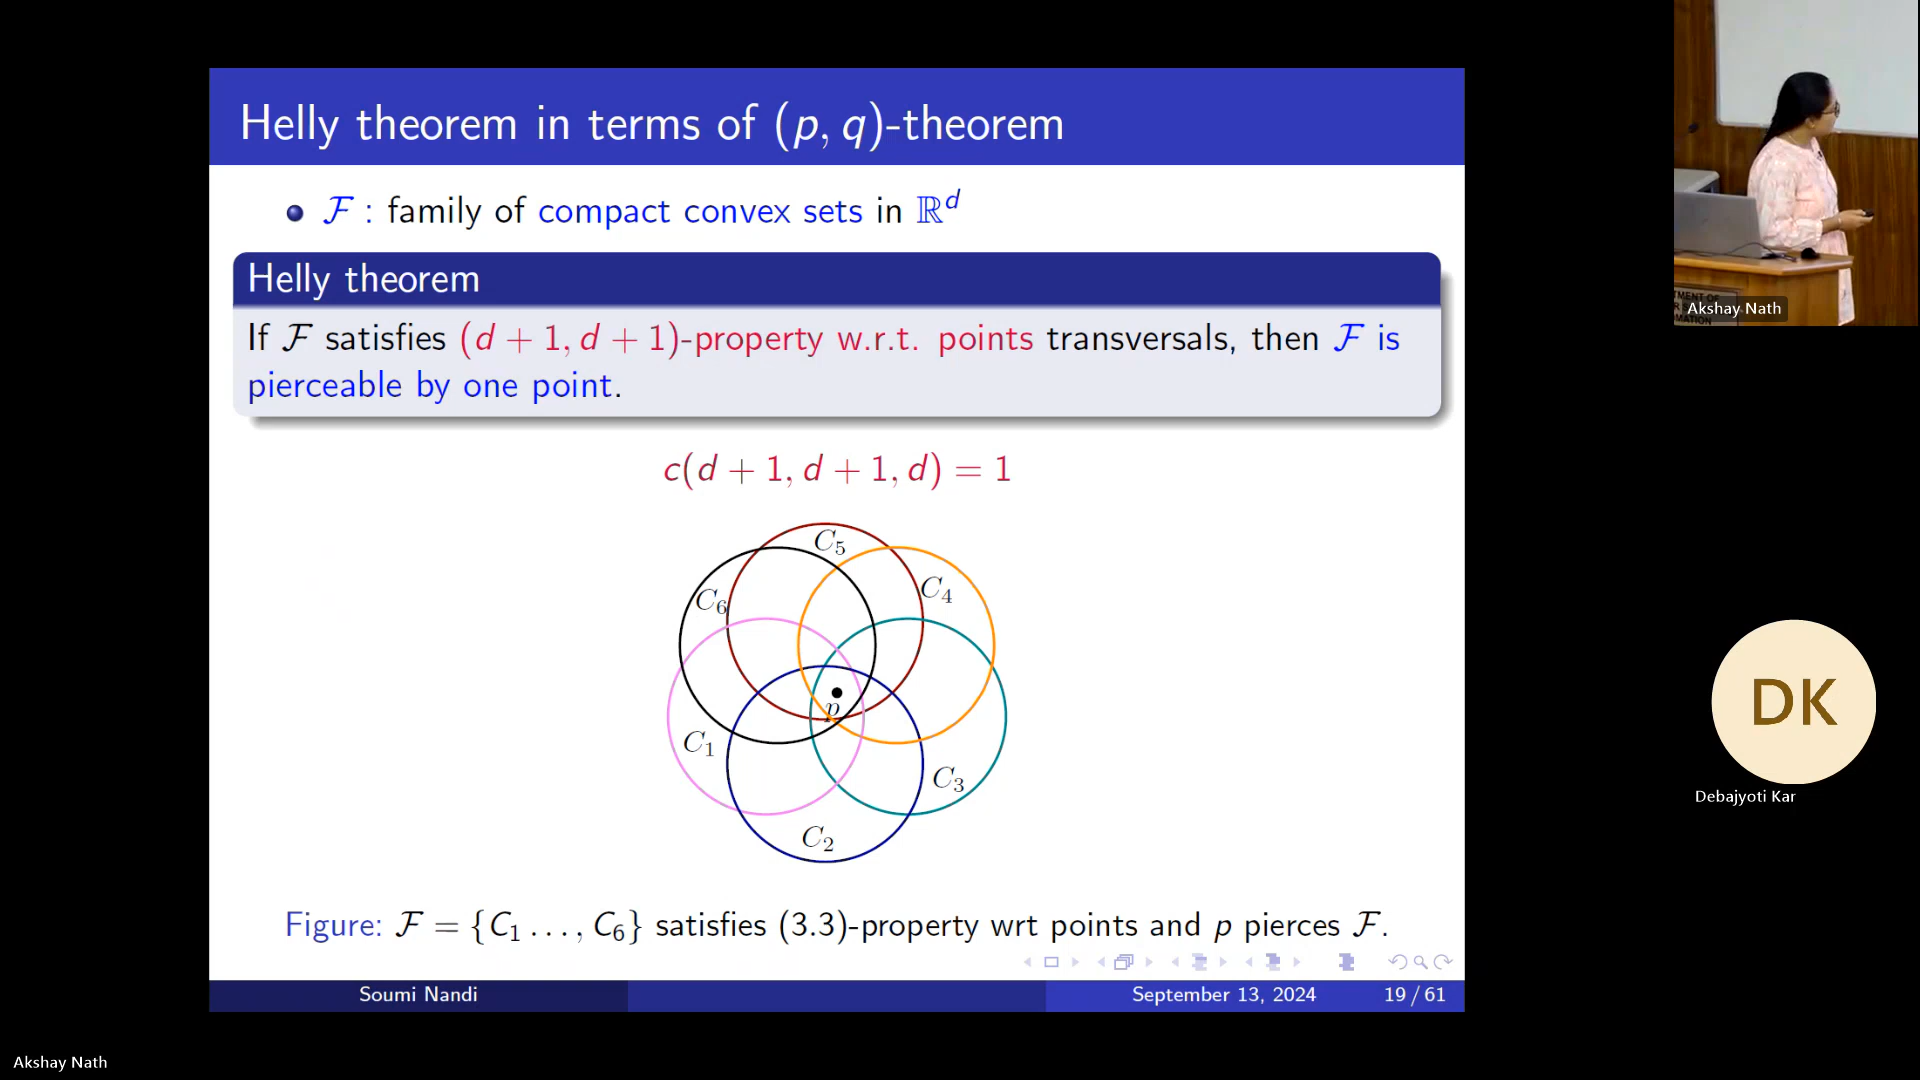 Helly theorem in terms of (p, q)-theorem
ℱ : family of compact convex sets in ℝ^d
Helly theorem
If ℱ satisfies (d + 1, d + 1)-property w.r.t. points transversals, then ℱ is
pierceable by one point.
c(d + 1, d + 1, d) = 1
C₅
C₄
C₆
p
C₁
C₃
C₂
Figure: ℱ = {C₁ . . . , C₆} satisfies (3.3)-property wrt points and p pierces ℱ.
Soumi Nandi
September 13, 2024
19 / 61
Akshay Nath
DK
Debajyoti Kar
Akshay Nath